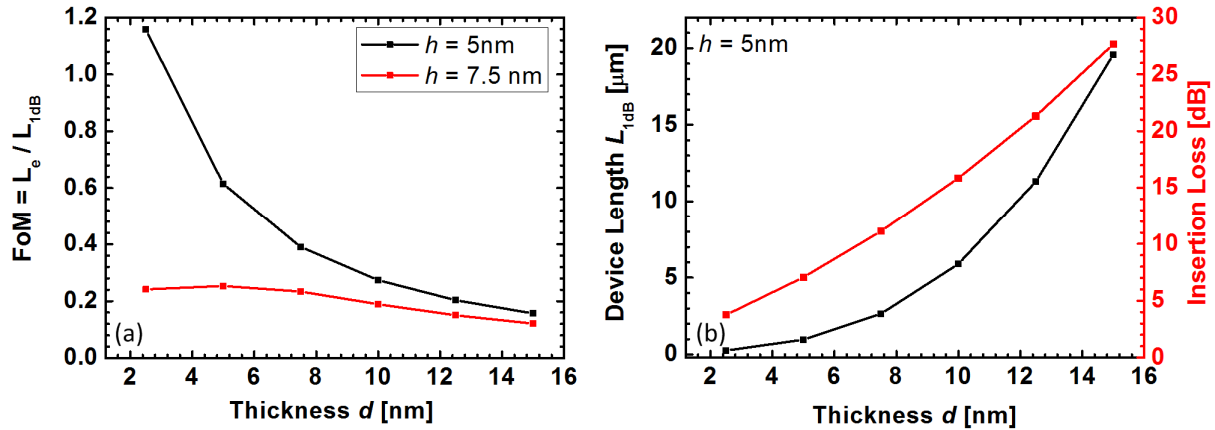 FoM = Lₑ / L₁dB
1.2
1.0
0.8
0.6
0.4
0.2
0.0
h = 5nm
h = 7.5 nm
(a)
2 4 6 8 10 12 14 16
Thickness d [nm]
Device Length L₁dB [μm]
20
15
10
5
0
h = 5nm
(b)
2 4 6 8 10 12 14 16
Thickness d [nm]
30
25
20
15
10
5
0
Insertion Loss [dB]